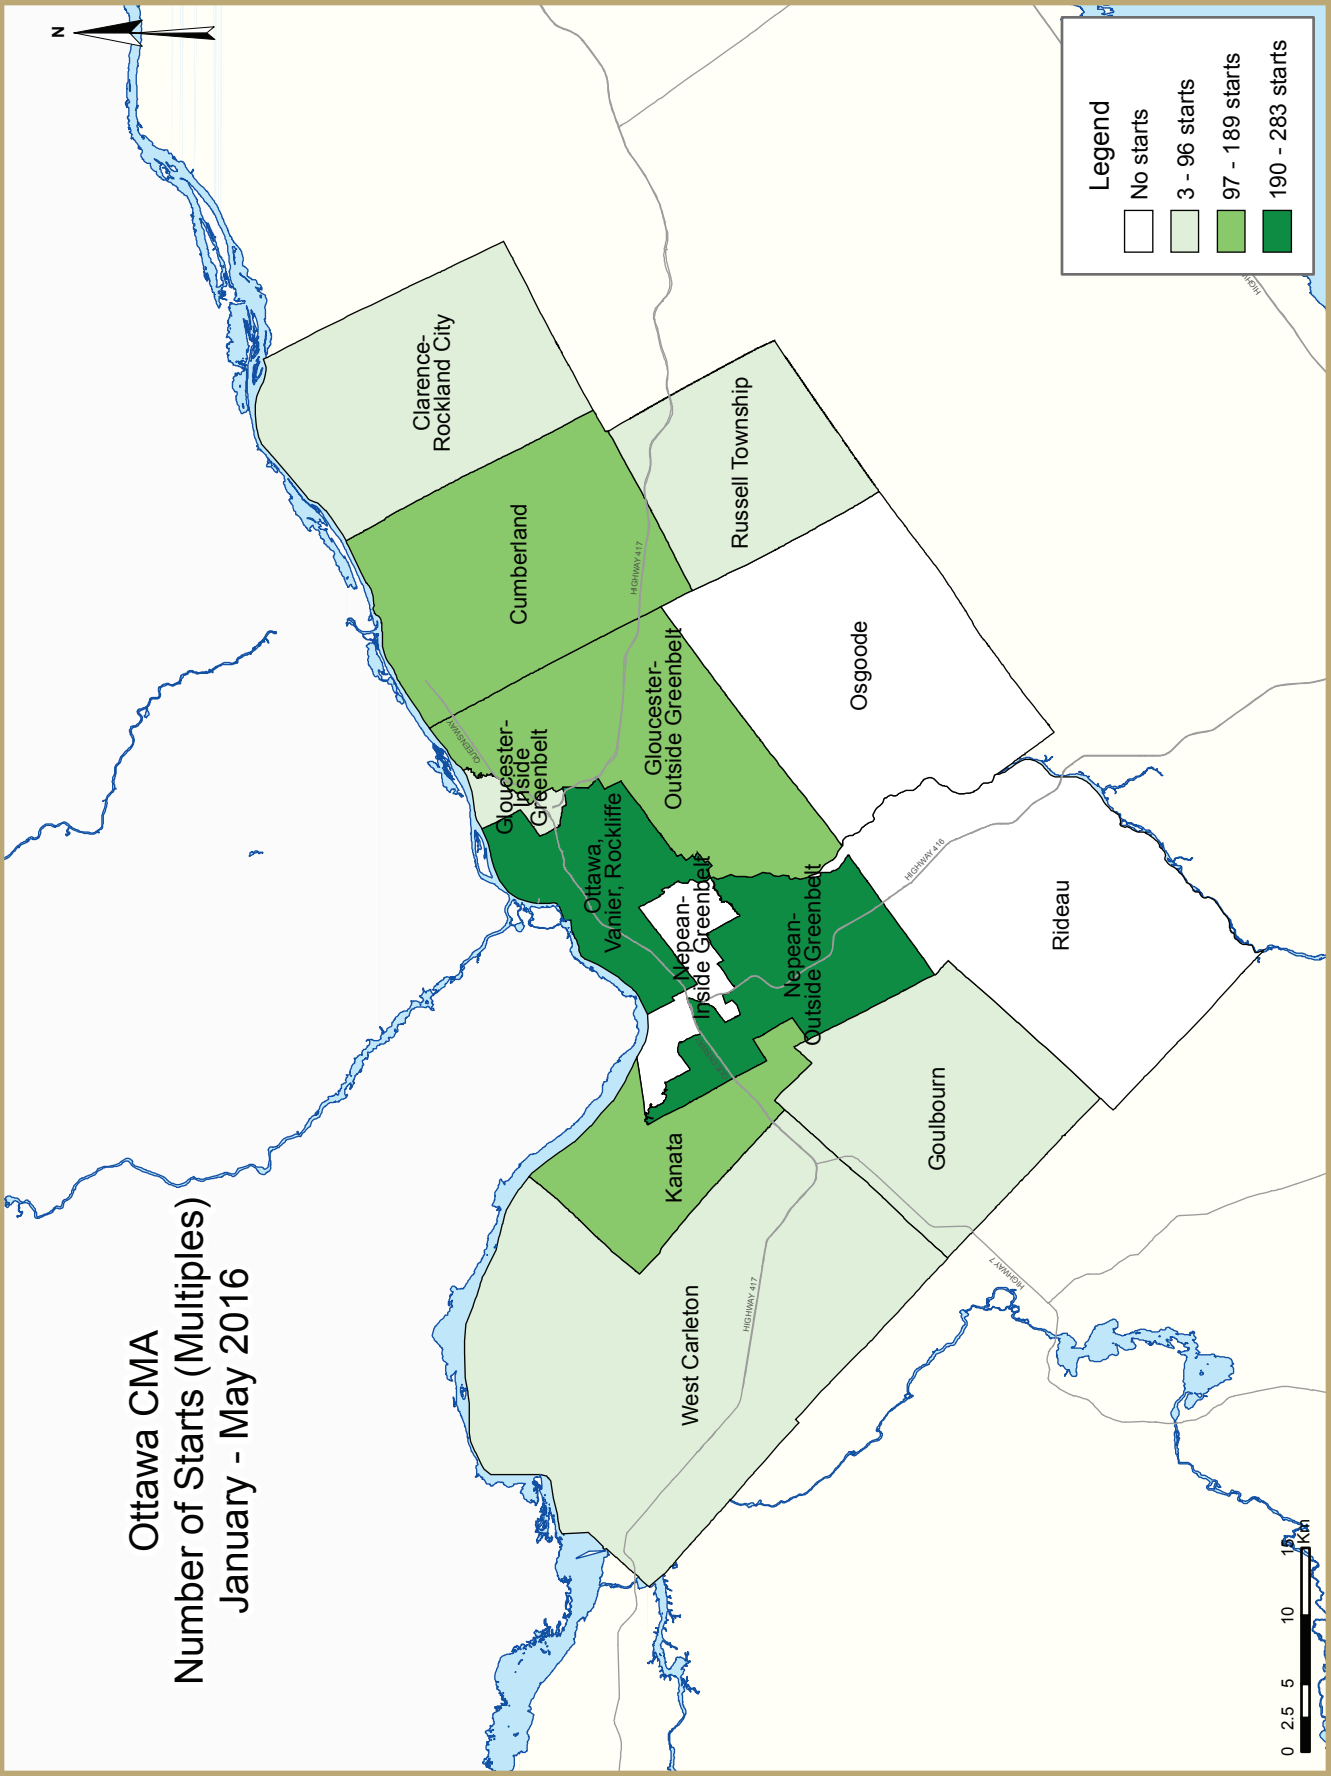 Ottawa CMA
Number of Starts (Multiples)
January - May 2016
N
Clarence-
Rockland City
Cumberland
Russell Township
HIGHWAY 417
QUEENSWAY
Gloucester-
Inside
Greenbelt
Gloucester-
Outside Greenbelt
Osgoode
Ottawa,
Vanier, Rockliffe
Nepean-
Inside Greenbelt
Nepean-
Outside Greenbelt
HIGHWAY 416
Rideau
Kanata
Goulbourn
West Carleton
HIGHWAY 417
HIGHWAY 7
Legend
No starts
3 - 96 starts
97 - 189 starts
190 - 283 starts
0 2.5 5 10 15
Km